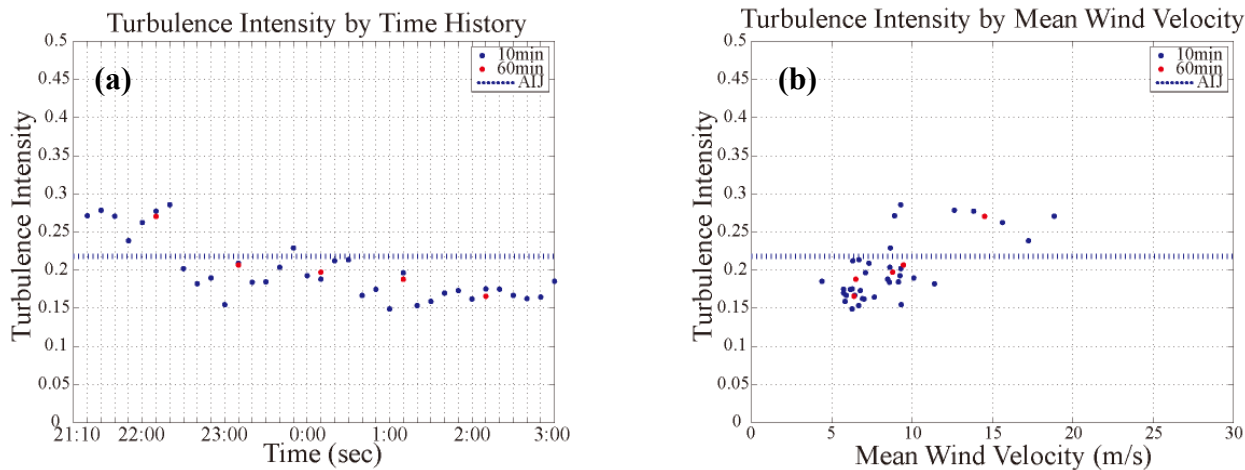 Turbulence Intensity by Time History
(a)
10min
60min
AIJ
Turbulence Intensity
0.5
0.45
0.4
0.35
0.3
0.25
0.2
0.15
0.1
0.05
0
21:10
22:00
23:00
0:00
1:00
2:00
3:00
Time (sec)
Turbulence Intensity by Mean Wind Velocity
(b)
10min
60min
AIJ
Turbulence Intensity
0.5
0.45
0.4
0.35
0.3
0.25
0.2
0.15
0.1
0.05
0
0
5
10
15
20
25
30
Mean Wind Velocity (m/s)